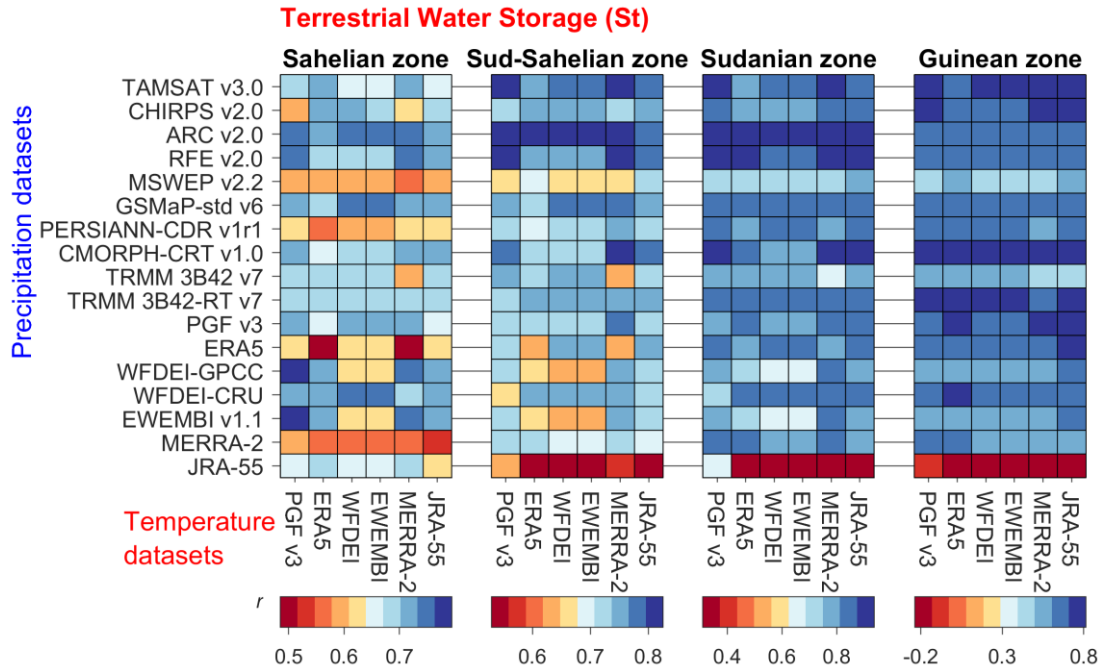 Terrestrial Water Storage (St)
Sahelian zone Sud-Sahelian zone Sudanian zone Guinean zone
Precipitation datasets
TAMSAT v3.0
CHIRPS v2.0
ARC v2.0
RFE v2.0
MSWEP v2.2
GSMaP-std v6
PERSIANN-CDR v1r1
CMORPH-CRT v1.0
TRMM 3B42 v7
TRMM 3B42-RT v7
PGF v3
ERA5
WFDEI-GPCC
WFDEI-CRU
EWEMBI v1.1
MERRA-2
JRA-55
Temperature
datasets
PGF v3 ERA5 WFDEI EWEMBI MERRA-2 JRA-55 PGF v3 ERA5 WFDEI EWEMBI MERRA-2 JRA-55 PGF v3 ERA5 WFDEI EWEMBI MERRA-2 JRA-55 PGF v3 ERA5 WFDEI EWEMBI MERRA-2 JRA-55
r
0.5 0.6 0.7 0.6 0.7 0.8 0.4 0.6 0.8 -0.2 0.3 0.8